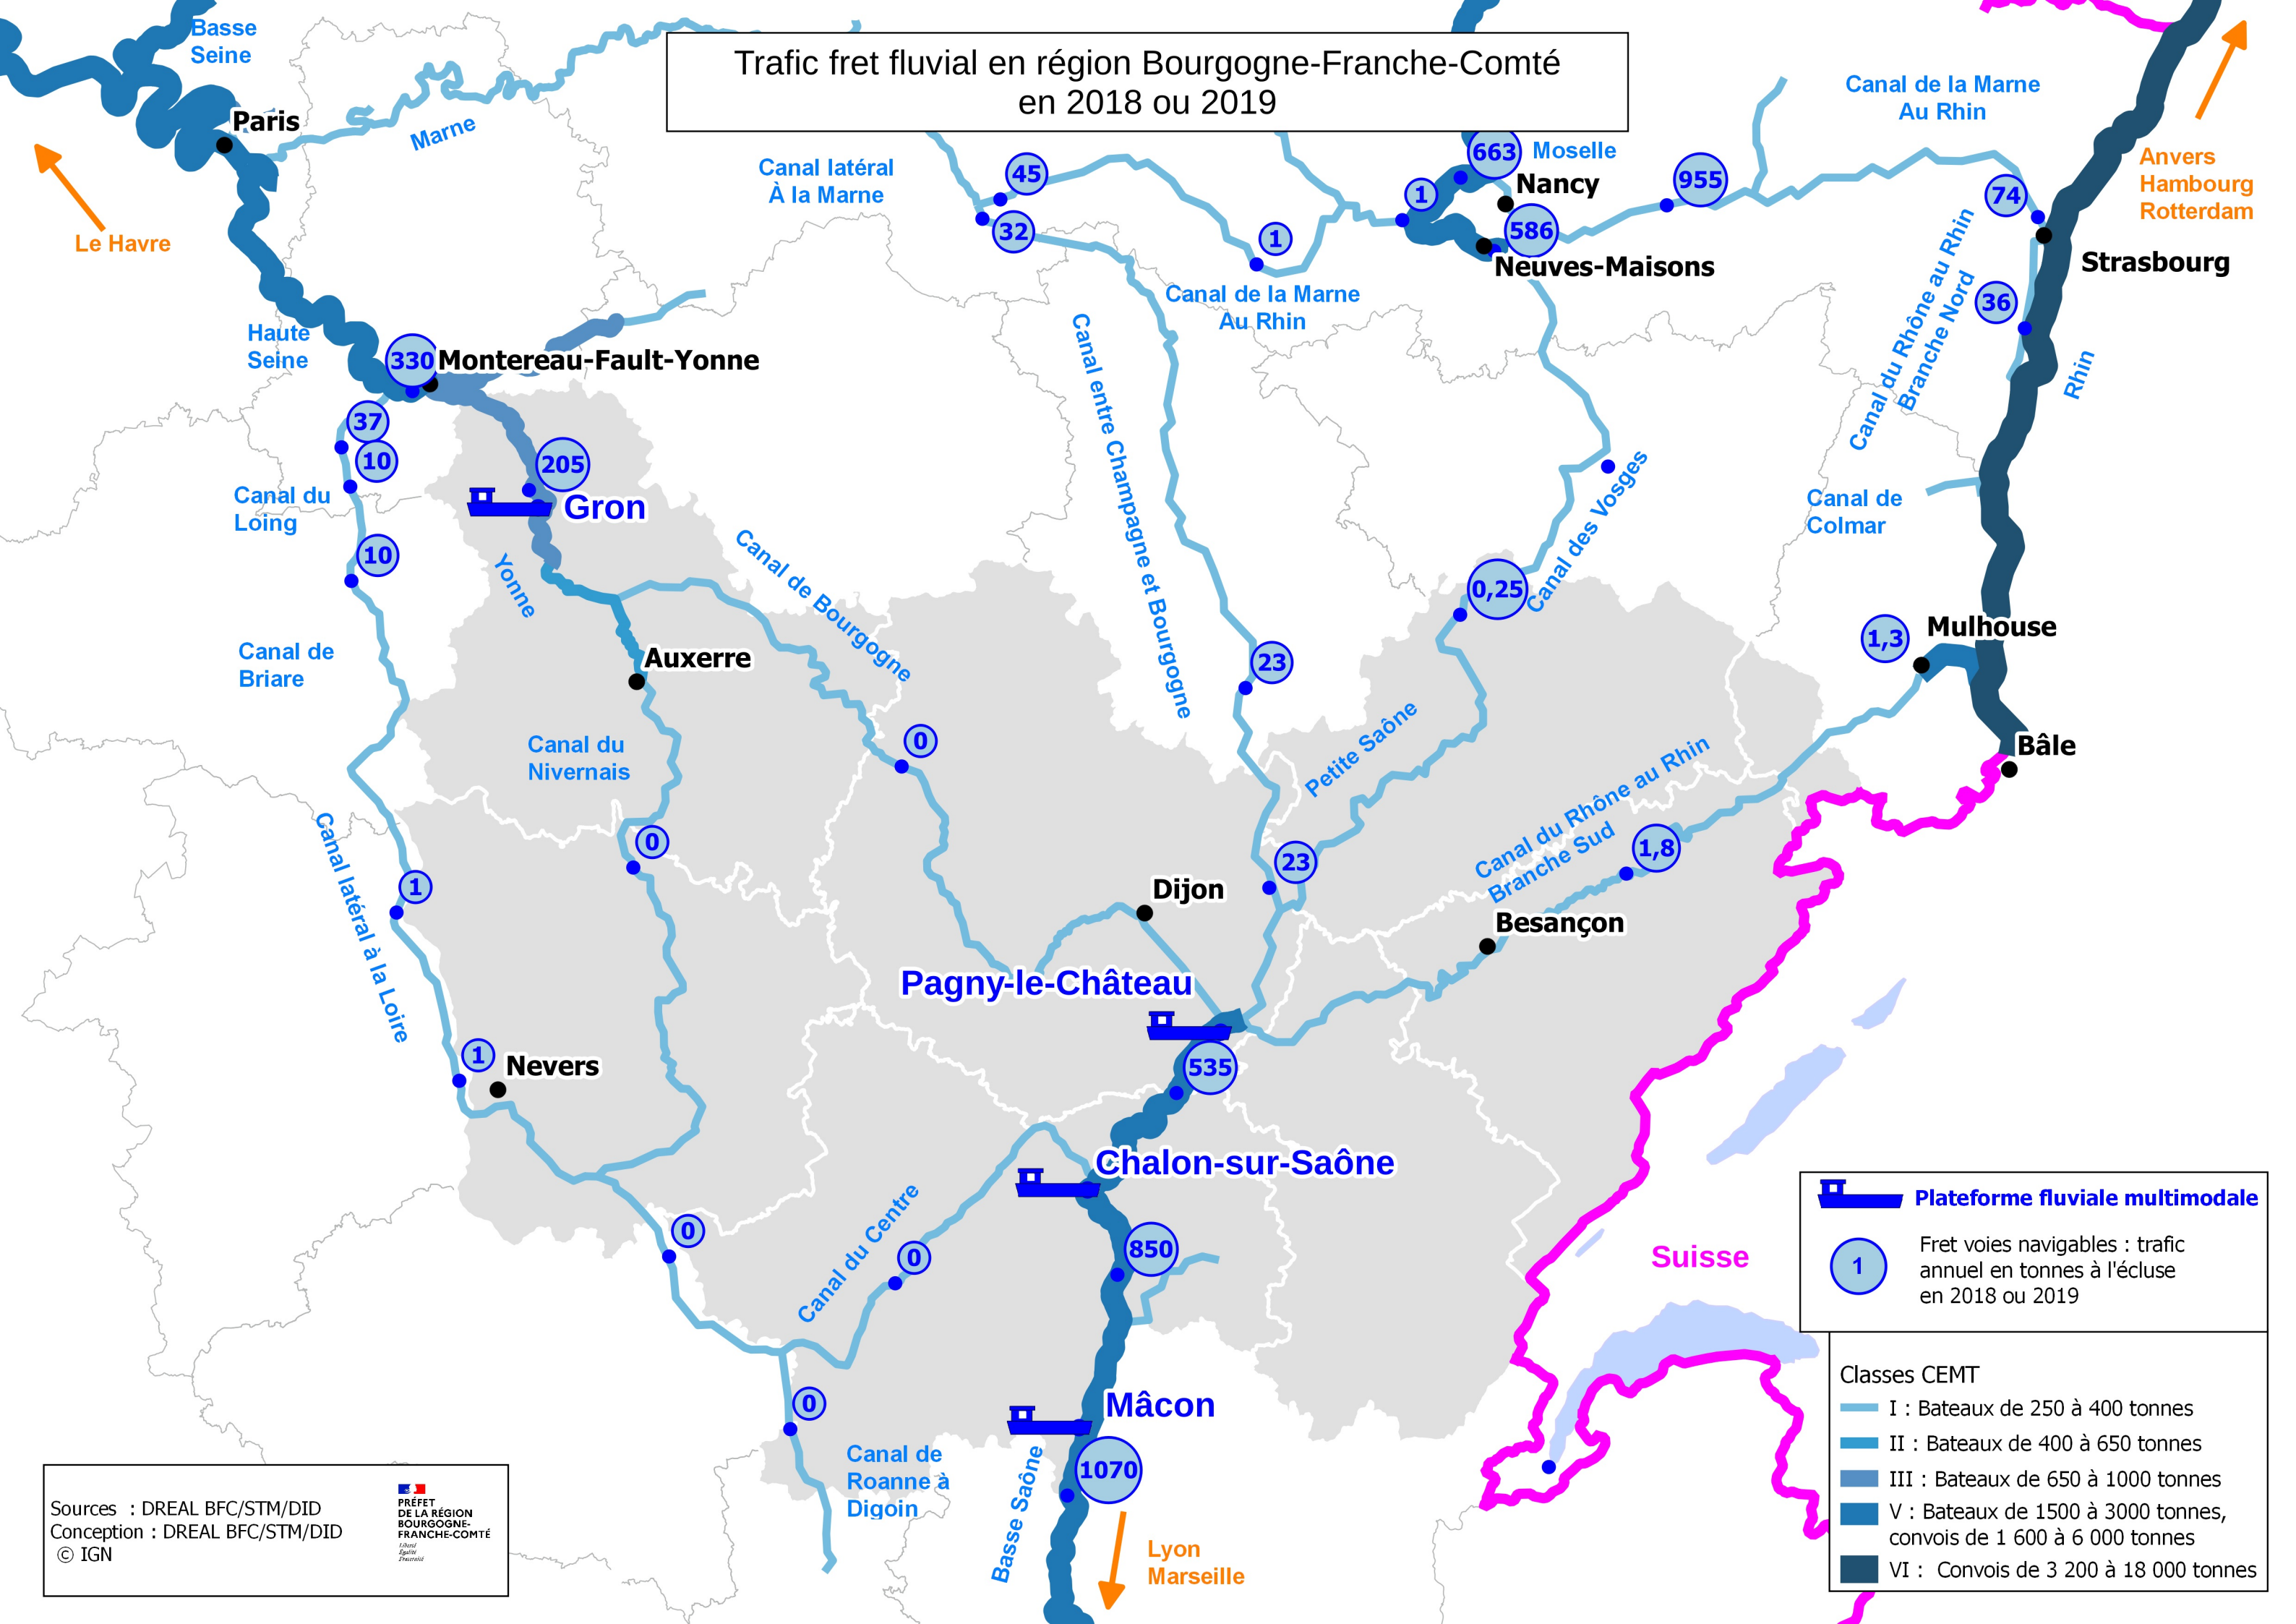 Trafic fret fluvial en région Bourgogne-Franche-Comté
en 2018 ou 2019
Basse
Seine
Paris
Marne
Le Havre
Canal latéral
À la Marne
45
32
1
Canal de la Marne
Au Rhin
663
Moselle
Nancy
1
586
Neuves-Maisons
955
Canal de la Marne
Au Rhin
74
Anvers
Hambourg
Rotterdam
Strasbourg
36
Canal du Rhône au Rhin
Branche Nord
Rhin
Haute
Seine
330
Montereau-Fault-Yonne
37
10
Canal du
Loing
10
205
Gron
Yonne
Canal de Bourgogne
Canal entre Champagne et Bourgogne
Canal des Vosges
0,25
Canal de
Colmar
Canal de
Briare
Auxerre
23
1,3
Mulhouse
Bâle
Canal du
Nivernais
0
Petite Saône
Canal du Rhône au Rhin
Branche Sud
0
23
1,8
Canal latéral à la Loire
1
Dijon
Besançon
Pagny-le-Château
1
Nevers
535
Chalon-sur-Saône
Canal du Centre
0
0
850
Suisse
0
Mâcon
Canal de
Roanne à
Digoin
Basse Saône
1070
Lyon
Marseille
Plateforme fluviale multimodale
1
Fret voies navigables : trafic
annuel en tonnes à l'écluse
en 2018 ou 2019
Classes CEMT
I : Bateaux de 250 à 400 tonnes
II : Bateaux de 400 à 650 tonnes
III : Bateaux de 650 à 1000 tonnes
V : Bateaux de 1500 à 3000 tonnes,
convois de 1 600 à 6 000 tonnes
VI : Convois de 3 200 à 18 000 tonnes
Sources : DREAL BFC/STM/DID
Conception : DREAL BFC/STM/DID
© IGN
PRÉFET
DE LA RÉGION
BOURGOGNE-
FRANCHE-COMTÉ
Liberté
Égalité
Fraternité